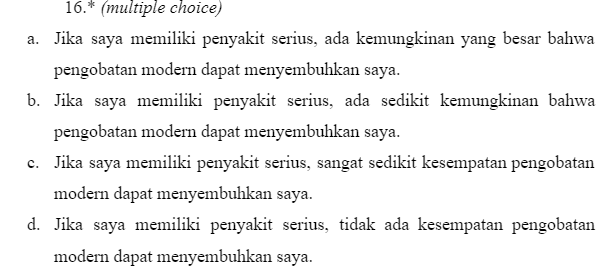 16.* (multiple choice)
a. Jika saya memiliki penyakit serius, ada kemungkinan yang besar bahwa
pengobatan modern dapat menyembuhkan saya.
b. Jika saya memiliki penyakit serius, ada sedikit kemungkinan bahwa
pengobatan modern dapat menyembuhkan saya.
c. Jika saya memiliki penyakit serius, sangat sedikit kesempatan pengobatan
modern dapat menyembuhkan saya.
d. Jika saya memiliki penyakit serius, tidak ada kesempatan pengobatan
modern dapat menyembuhkan saya.